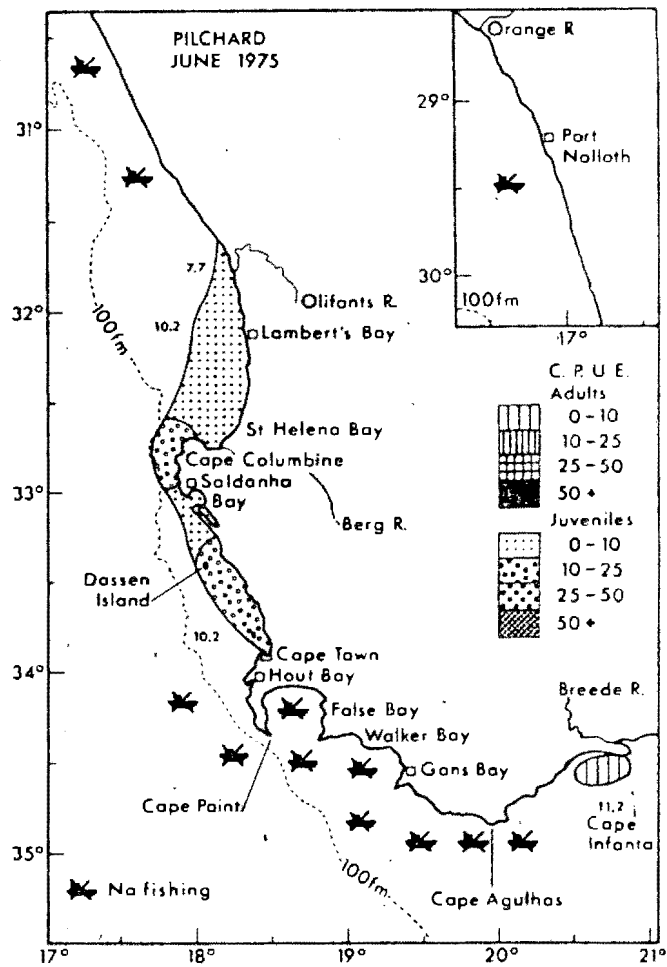 PILCHARD
JUNE 1975
Orange R
29°
Port
Nolloth
30°
100fm
17°
31°
7.7
Olifants R.
32°
10.2
100fm
Lambert's Bay
C. P. U. E.
Adults
0-10
10-25
25-50
50+
Juveniles
0-10
10-25
25-50
50+
St Helena Bay
Cape Columbine
Saldanha
Bay
33°
Berg R.
Dassen
Island
10.2
Cape Town
34°
Hout Bay
Breede R.
False Bay
Walker Bay
Gans Bay
Cape Point
11.2
Cape
Infanta
35°
100fm.
Cape Agulhas
No fishing
17°
18°
19°
20°
21°